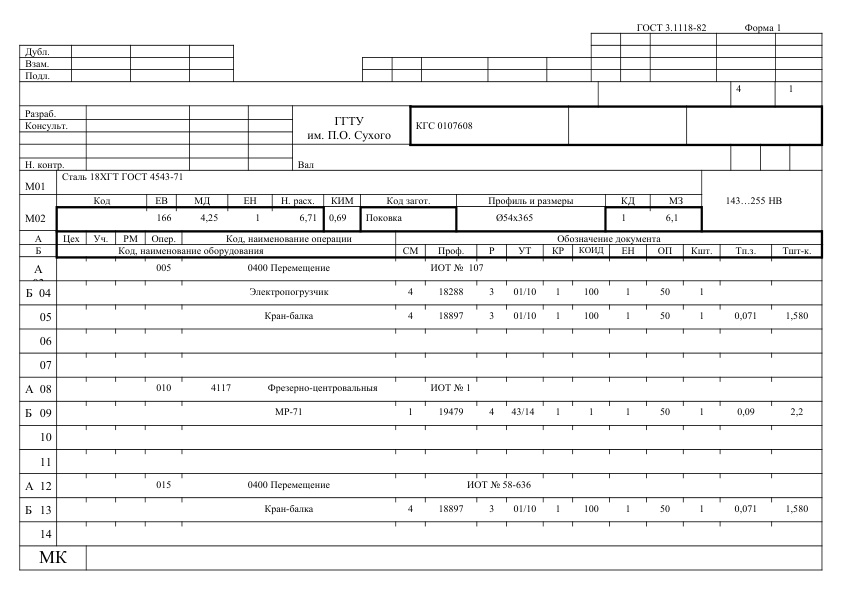 ГОСТ 3.1118-82 Форма 1
Дубл.
Взам.
Подл.
4 1
Разраб.
Консульт.
ГГТУ
им. П.О. Сухого
КГС 0107608
Н. контр.
Вал
М01 Сталь 18ХГТ ГОСТ 4543-71
143…255 НВ
Код ЕВ МД ЕН Н. расх. КИМ Код загот. Профиль и размеры КД МЗ
М02 166 4,25 1 6,71 0,69 Поковка Ø54х365 1 6,1
А Цех Уч. РМ Опер. Код, наименование операции Обозначение документа
Б Код, наименование оборудования СМ Проф. Р УТ КР КОИД ЕН ОП Кшт. Тп.з. Тшт-к.
А 005 0400 Перемещение ИОТ № 107
Б 04 Электропогрузчик 4 18288 3 01/10 1 100 1 50 1
05 Кран-балка 4 18897 3 01/10 1 100 1 50 1 0,071 1,580
06
07
А 08 010 4117 Фрезерно-центровальныя ИОТ № 1
Б 09 МР-71 1 19479 4 43/14 1 1 1 50 1 0,09 2,2
10
11
А 12 015 0400 Перемещение ИОТ № 58-636
Б 13 Кран-балка 4 18897 3 01/10 1 100 1 50 1 0,071 1,580
14
МК